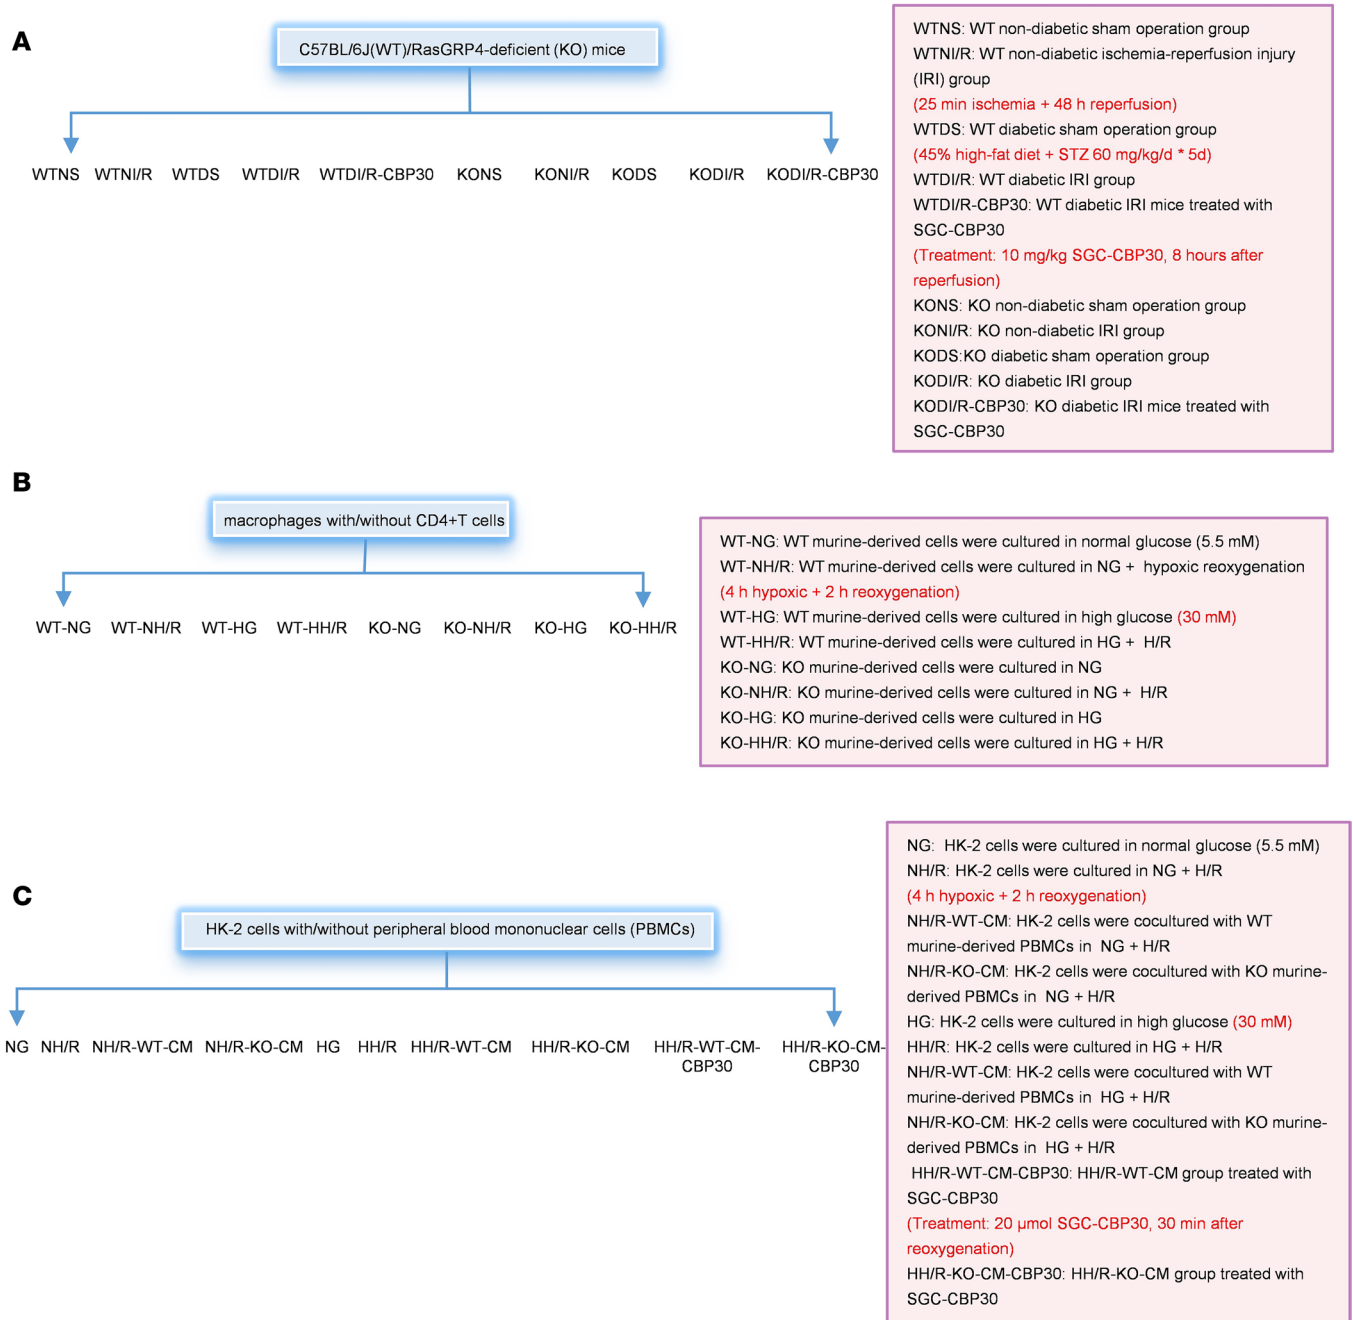 A
C57BL/6J(WT)/RasGRP4-deficient (KO) mice
WTNS WTNI/R WTDS WTDI/R WTDI/R-CBP30 KONS KONI/R KODS KODI/R KODI/R-CBP30
WTNS: WT non-diabetic sham operation group
WTNI/R: WT non-diabetic ischemia-reperfusion injury
(IRI) group
(25 min ischemia + 48 h reperfusion)
WTDS: WT diabetic sham operation group
(45% high-fat diet + STZ 60 mg/kg/d * 5d)
WTDI/R: WT diabetic IRI group
WTDI/R-CBP30: WT diabetic IRI mice treated with
SGC-CBP30
(Treatment: 10 mg/kg SGC-CBP30, 8 hours after
reperfusion)
KONS: KO non-diabetic sham operation group
KONI/R: KO non-diabetic IRI group
KODS:KO diabetic sham operation group
KODI/R: KO diabetic IRI group
KODI/R-CBP30: KO diabetic IRI mice treated with
SGC-CBP30
B
macrophages with/without CD4+T cells
WT-NG WT-NH/R WT-HG WT-HH/R KO-NG KO-NH/R KO-HG KO-HH/R
WT-NG: WT murine-derived cells were cultured in normal glucose (5.5 mM)
WT-NH/R: WT murine-derived cells were cultured in NG + hypoxic reoxygenation
(4 h hypoxic + 2 h reoxygenation)
WT-HG: WT murine-derived cells were cultured in high glucose (30 mM)
WT-HH/R: WT murine-derived cells were cultured in HG + H/R
KO-NG: KO murine-derived cells were cultured in NG
KO-NH/R: KO murine-derived cells were cultured in NG + H/R
KO-HG: KO murine-derived cells were cultured in HG
KO-HH/R: KO murine-derived cells were cultured in HG + H/R
C
HK-2 cells with/without peripheral blood mononuclear cells (PBMCs)
NG NH/R NH/R-WT-CM NH/R-KO-CM HG HH/R HH/R-WT-CM HH/R-KO-CM HH/R-WT-CM- HH/R-KO-CM-
CBP30 CBP30
NG: HK-2 cells were cultured in normal glucose (5.5 mM)
NH/R: HK-2 cells were cultured in NG + H/R
(4 h hypoxic + 2 h reoxygenation)
NH/R-WT-CM: HK-2 cells were cocultured with WT
murine-derived PBMCs in NG + H/R
NH/R-KO-CM: HK-2 cells were cocultured with KO murine-
derived PBMCs in NG + H/R
HG: HK-2 cells were cultured in high glucose (30 mM)
HH/R: HK-2 cells were cultured in HG + H/R
NH/R-WT-CM: HK-2 cells were cocultured with WT
murine-derived PBMCs in HG + H/R
NH/R-KO-CM: HK-2 cells were cocultured with KO murine-
derived PBMCs in HG + H/R
HH/R-WT-CM-CBP30: HH/R-WT-CM group treated with
SGC-CBP30
(Treatment: 20 μmol SGC-CBP30, 30 min after
reoxygenation)
HH/R-KO-CM-CBP30: HH/R-KO-CM group treated with
SGC-CBP30